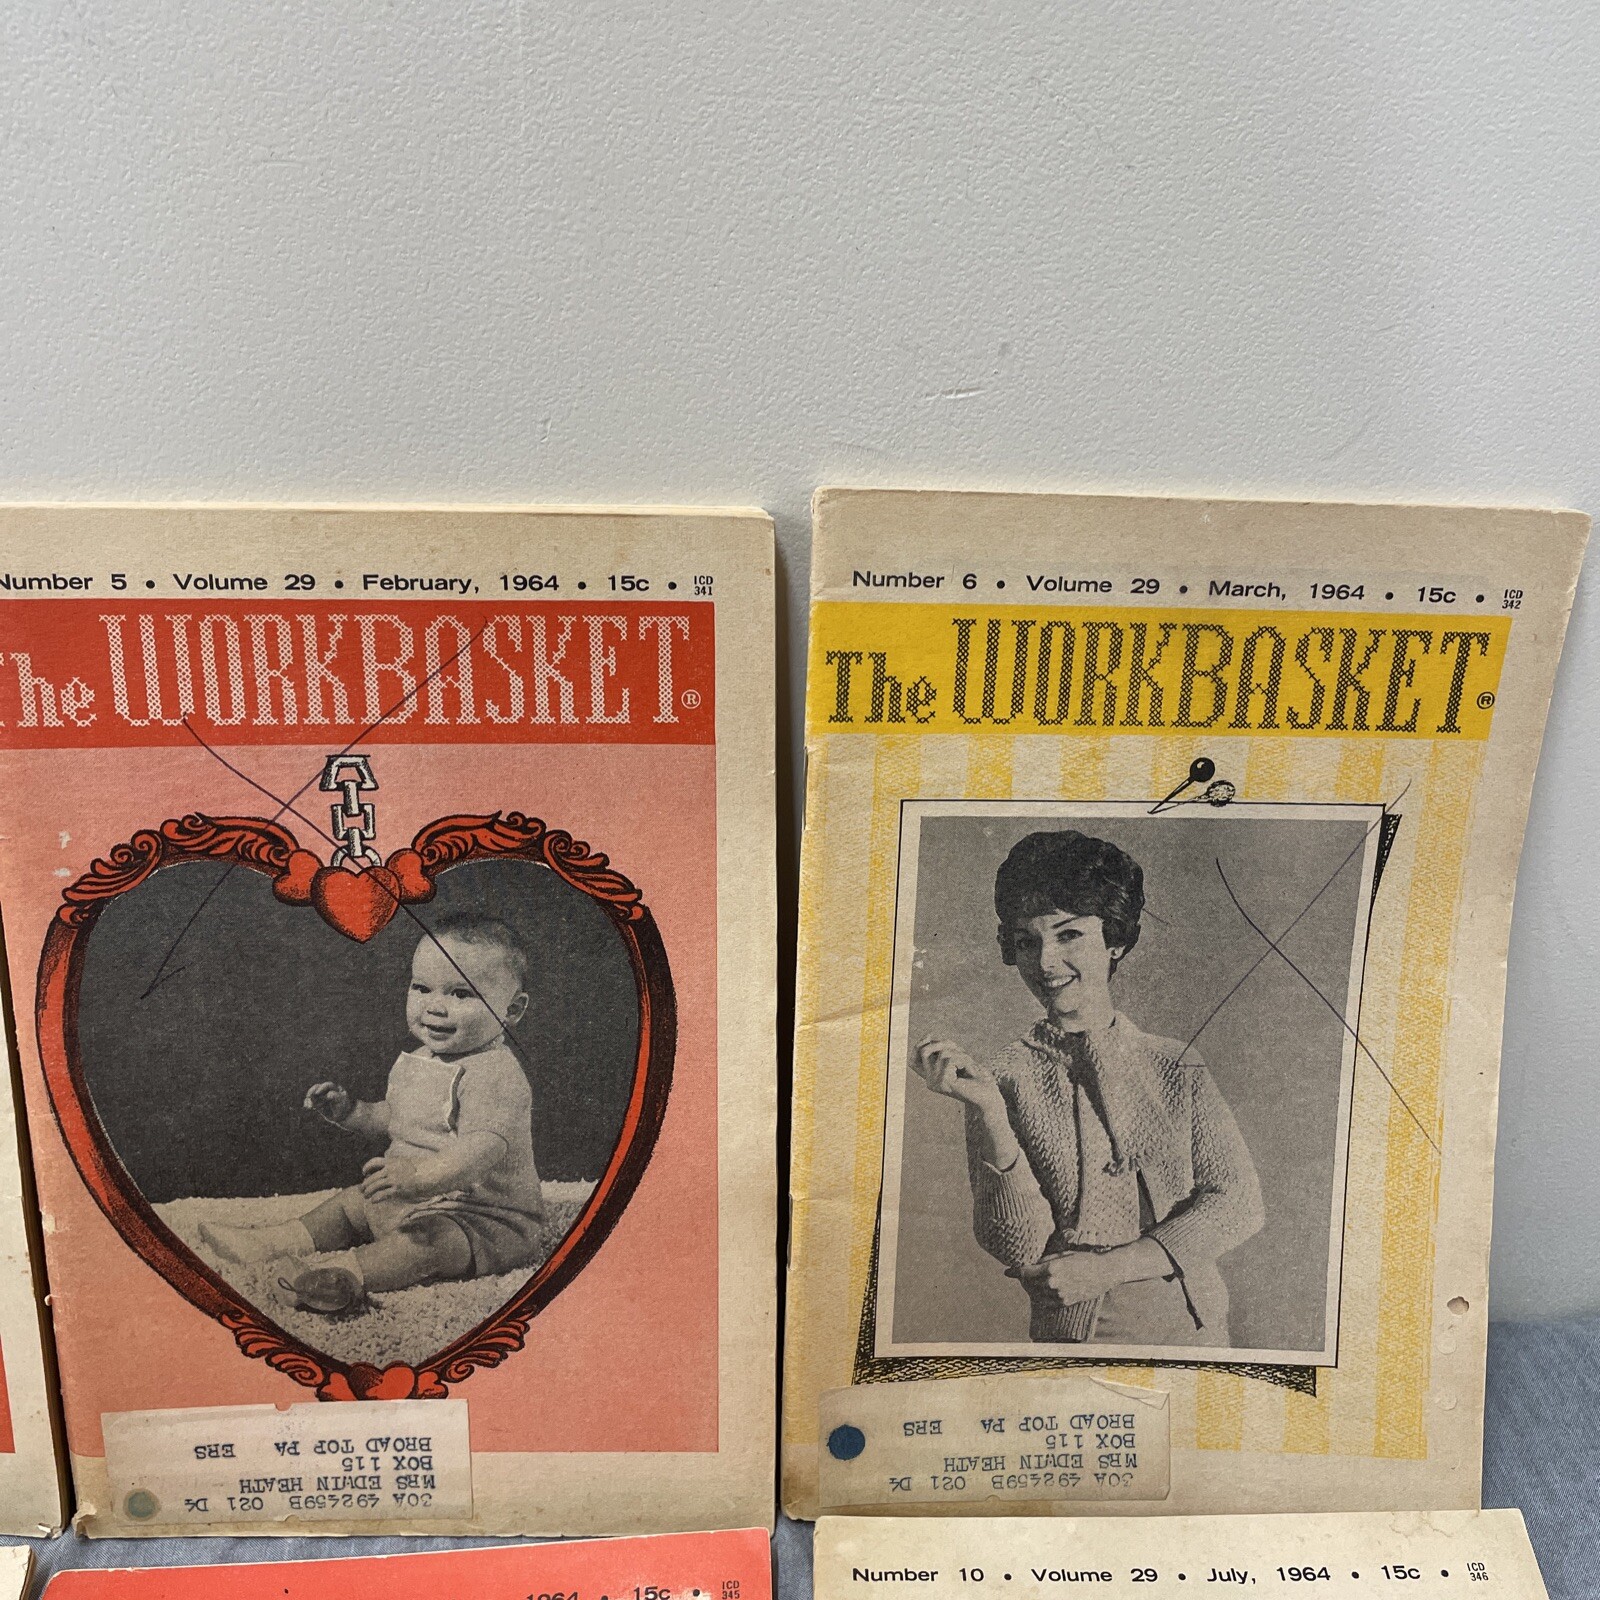 Number 5 • Volume 29 • February, 1964 • 15c • ICD 341
The WORKBASKET®
30A 492459B 021 D4
MRS EDWIN HEATH
BOX 115
BROAD TOP PA ERS
Number 6 • Volume 29 • March, 1964 • 15c • ICD 342
The WORKBASKET®
30A 492459B 021 D4
MRS EDWIN HEATH
BOX 115
BROAD TOP PA ERS
1964 • 15c • ICD 345
Number 10 • Volume 29 • July, 1964 • 15c • ICD 346